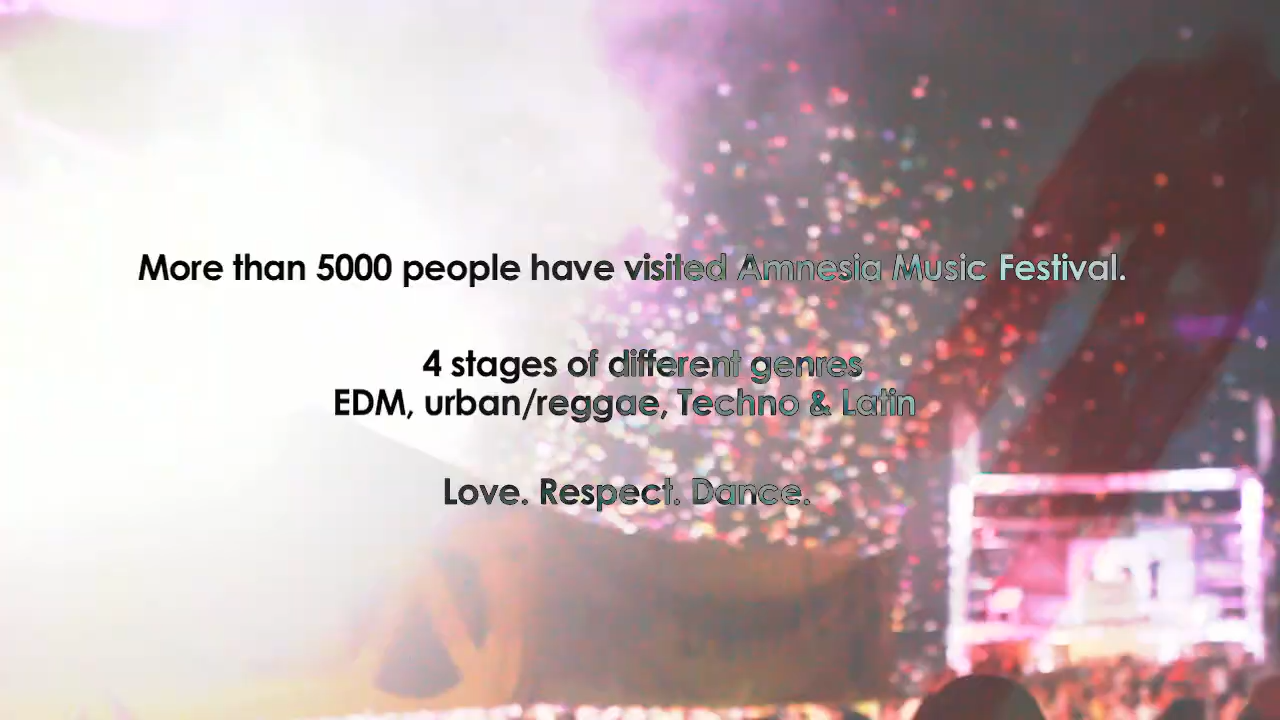 More than 5000 people have visited Amnesia Music Festival.
4 stages of different genres
EDM, urban/reggae, Techno & Latin
Love. Respect. Dance.